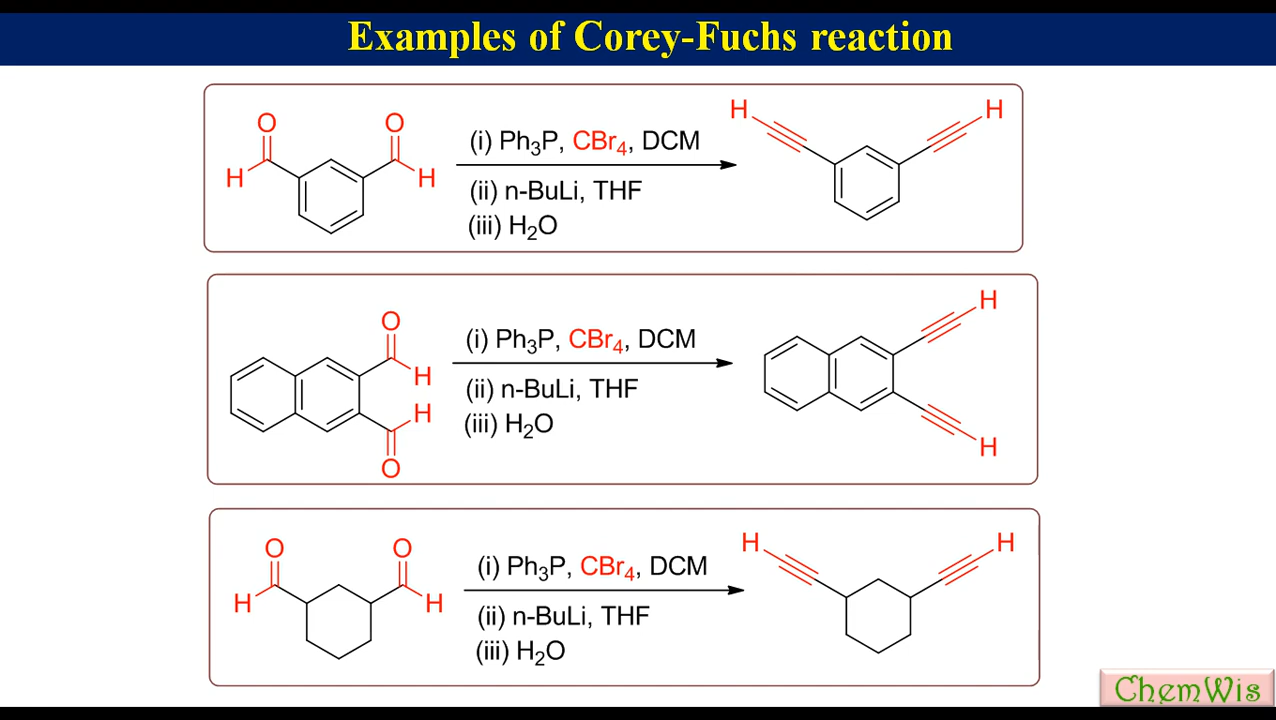 Examples of Corey-Fuchs reaction
O O H
H H (i) Ph₃P, CBr₄, DCM H
(ii) n-BuLi, THF
(iii) H₂O
O H
H (i) Ph₃P, CBr₄, DCM
H (ii) n-BuLi, THF
O (iii) H₂O H
O O H H
H H (i) Ph₃P, CBr₄, DCM
(ii) n-BuLi, THF
(iii) H₂O
ChemWis